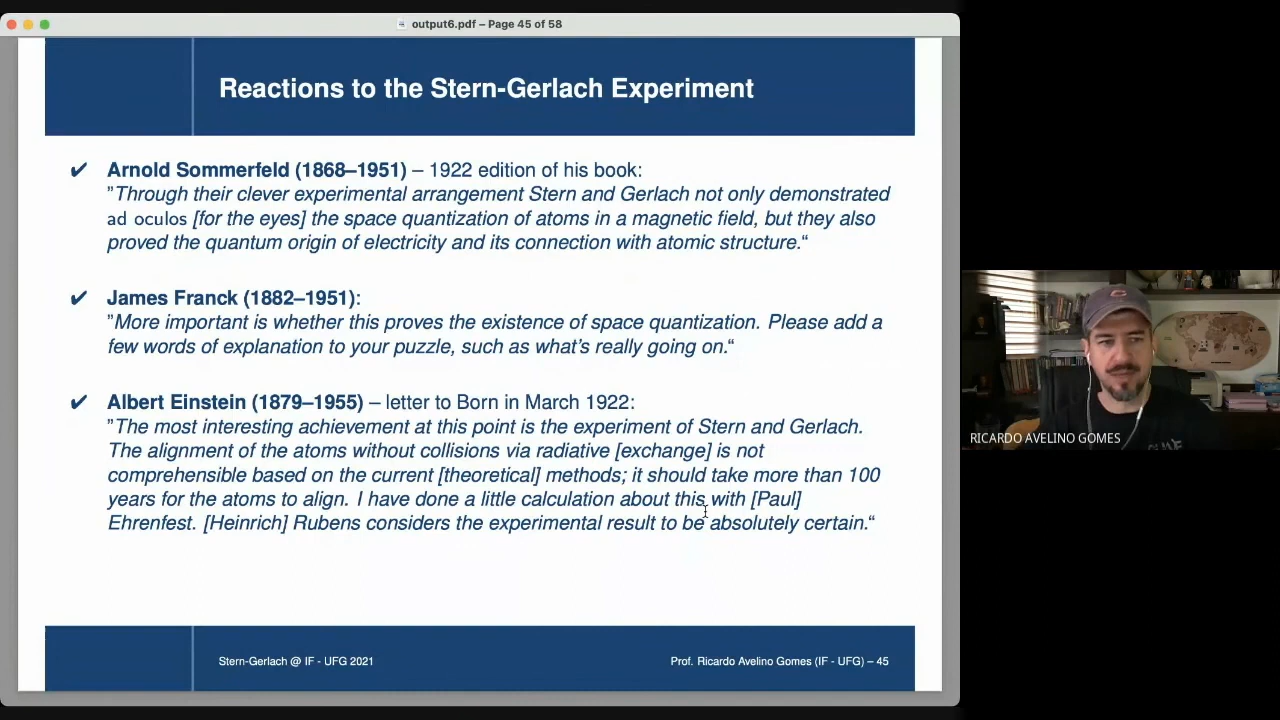 output6.pdf – Page 45 of 58
Reactions to the Stern-Gerlach Experiment
✔ Arnold Sommerfeld (1868–1951) – 1922 edition of his book:
”Through their clever experimental arrangement Stern and Gerlach not only demonstrated
ad oculos [for the eyes] the space quantization of atoms in a magnetic field, but they also
proved the quantum origin of electricity and its connection with atomic structure.“
✔ James Franck (1882–1951):
”More important is whether this proves the existence of space quantization. Please add a
few words of explanation to your puzzle, such as what’s really going on.“
✔ Albert Einstein (1879–1955) – letter to Born in March 1922:
”The most interesting achievement at this point is the experiment of Stern and Gerlach.
The alignment of the atoms without collisions via radiative [exchange] is not
comprehensible based on the current [theoretical] methods; it should take more than 100
years for the atoms to align. I have done a little calculation about this with [Paul]
Ehrenfest. [Heinrich] Rubens considers the experimental result to be absolutely certain.“
Stern-Gerlach @ IF - UFG 2021
Prof. Ricardo Avelino Gomes (IF - UFG) – 45
RICARDO AVELINO GOMES